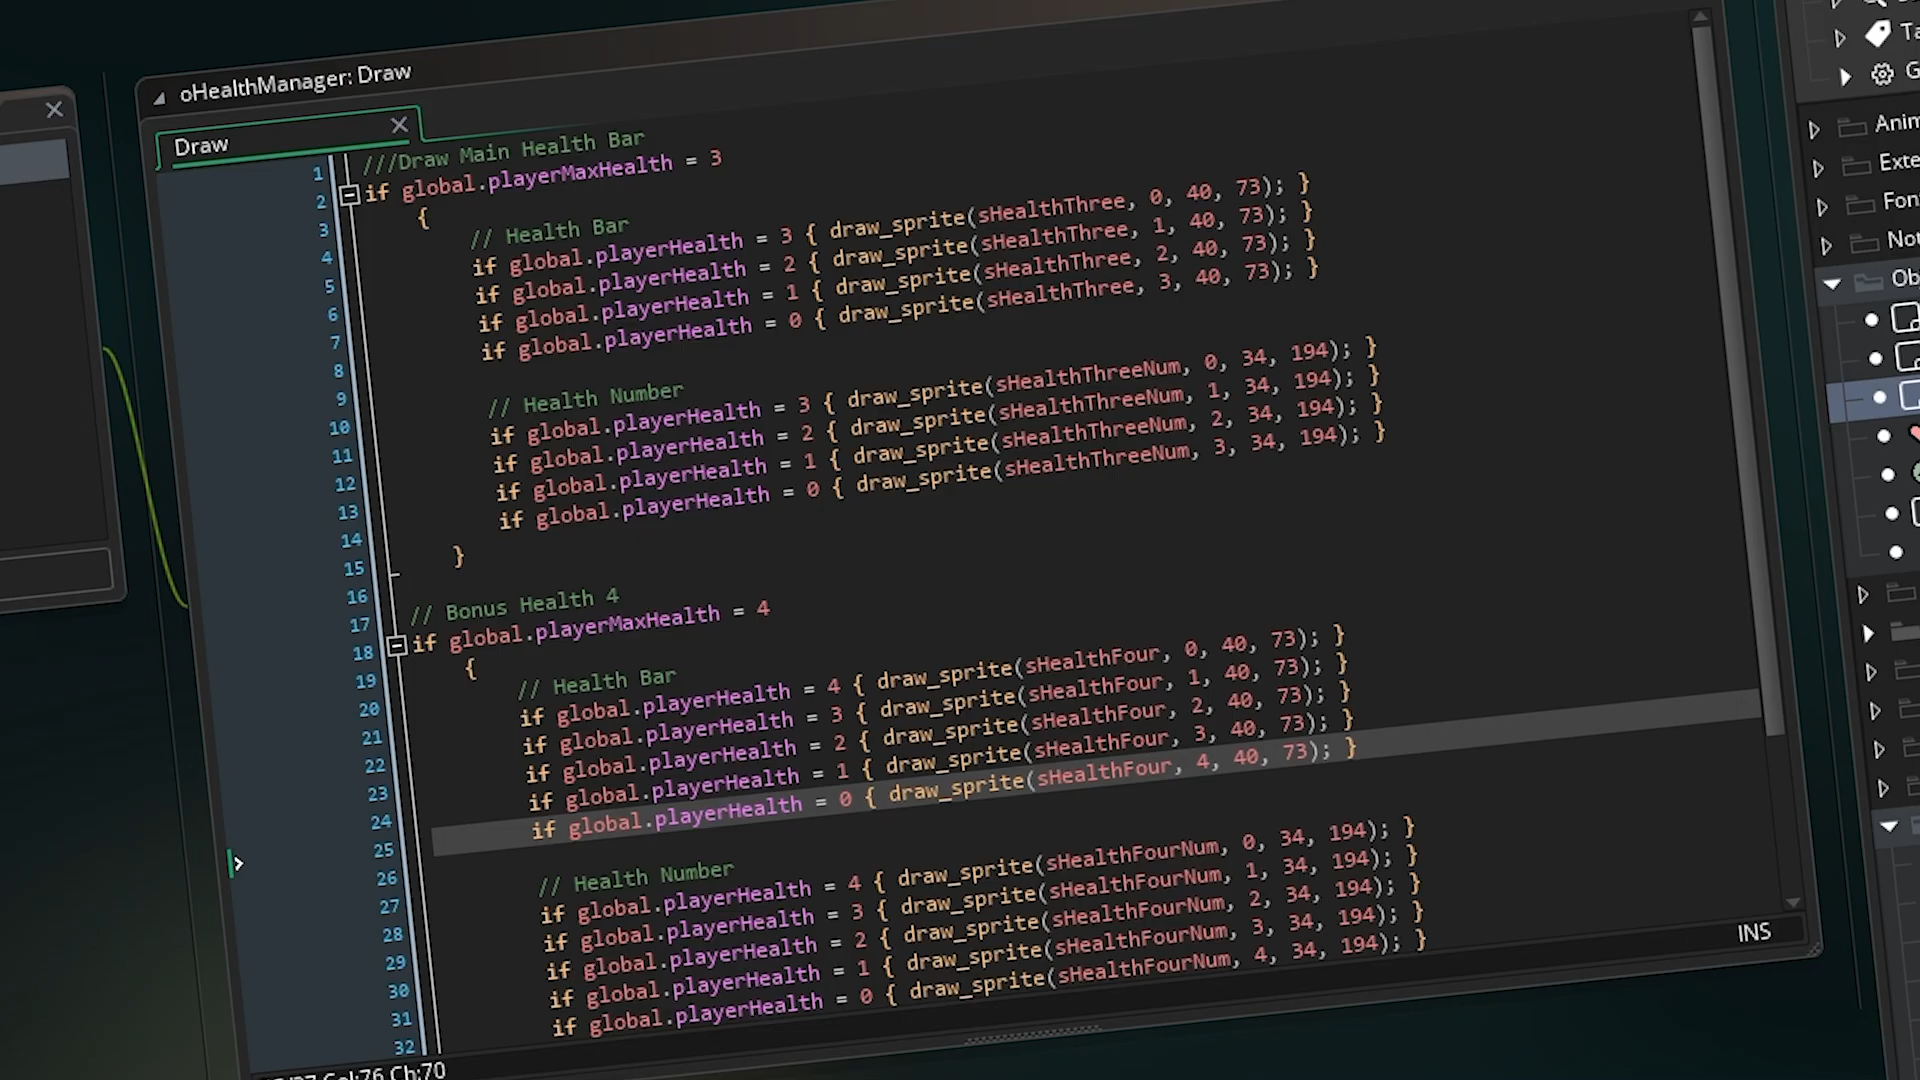 oHealthManager: Draw
Draw
1 ///Draw Main Health Bar
2 if global.playerMaxHealth = 3
3 {
4 // Health Bar
5 if global.playerHealth = 3 { draw_sprite(sHealthThree, 0, 40, 73); }
6 if global.playerHealth = 2 { draw_sprite(sHealthThree, 1, 40, 73); }
7 if global.playerHealth = 1 { draw_sprite(sHealthThree, 2, 40, 73); }
8 if global.playerHealth = 0 { draw_sprite(sHealthThree, 3, 40, 73); }
9
10 // Health Number
11 if global.playerHealth = 3 { draw_sprite(sHealthThreeNum, 0, 34, 194); }
12 if global.playerHealth = 2 { draw_sprite(sHealthThreeNum, 1, 34, 194); }
13 if global.playerHealth = 1 { draw_sprite(sHealthThreeNum, 2, 34, 194); }
14 if global.playerHealth = 0 { draw_sprite(sHealthThreeNum, 3, 34, 194); }
15 }
16
17 // Bonus Health 4
18 if global.playerMaxHealth = 4
19 {
20 // Health Bar
21 if global.playerHealth = 4 { draw_sprite(sHealthFour, 0, 40, 73); }
22 if global.playerHealth = 3 { draw_sprite(sHealthFour, 1, 40, 73); }
23 if global.playerHealth = 2 { draw_sprite(sHealthFour, 2, 40, 73); }
24 if global.playerHealth = 1 { draw_sprite(sHealthFour, 3, 40, 73); }
25 if global.playerHealth = 0 { draw_sprite(sHealthFour, 4, 40, 73); }
26
27 // Health Number
28 if global.playerHealth = 4 { draw_sprite(sHealthFourNum, 0, 34, 194); }
29 if global.playerHealth = 3 { draw_sprite(sHealthFourNum, 1, 34, 194); }
30 if global.playerHealth = 2 { draw_sprite(sHealthFourNum, 2, 34, 194); }
31 if global.playerHealth = 1 { draw_sprite(sHealthFourNum, 3, 34, 194); }
32 if global.playerHealth = 0 { draw_sprite(sHealthFourNum, 4, 34, 194); }
INS
Col:76 Ch:70
Ta
G
Anim
Exte
Fon
Not
Ob